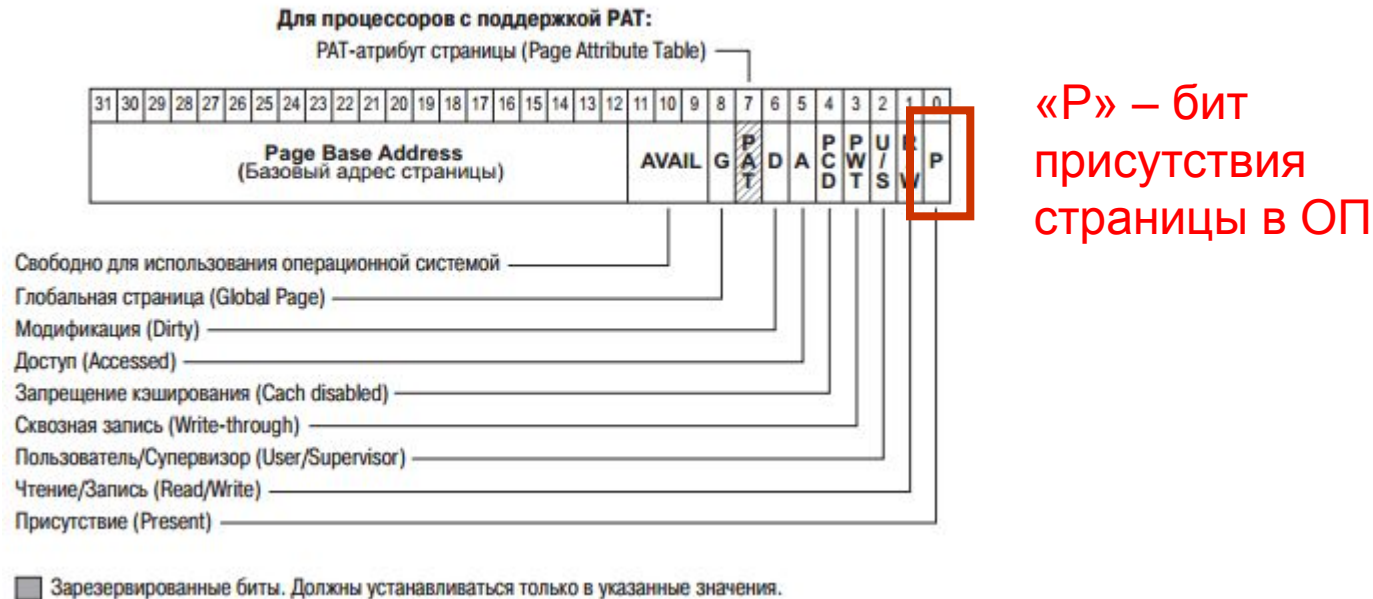 Для процессоров с поддержкой PAT:
PAT-атрибут страницы (Page Attribute Table)
31 30 29 28 27 26 25 24 23 22 21 20 19 18 17 16 15 14 13 12 11 10 9 8 7 6 5 4 3 2 1 0
Page Base Address
(Базовый адрес страницы)
AVAIL G PAT D A PCD PWT U/S R/W P
Свободно для использования операционной системой
Глобальная страница (Global Page)
Модификация (Dirty)
Доступ (Accessed)
Запрещение кэширования (Cach disabled)
Сквозная запись (Write-through)
Пользователь/Супервизор (User/Supervisor)
Чтение/Запись (Read/Write)
Присутствие (Present)
Зарезервированные биты. Должны устанавливаться только в указанные значения.
«P» – бит
присутствия
страницы в ОП